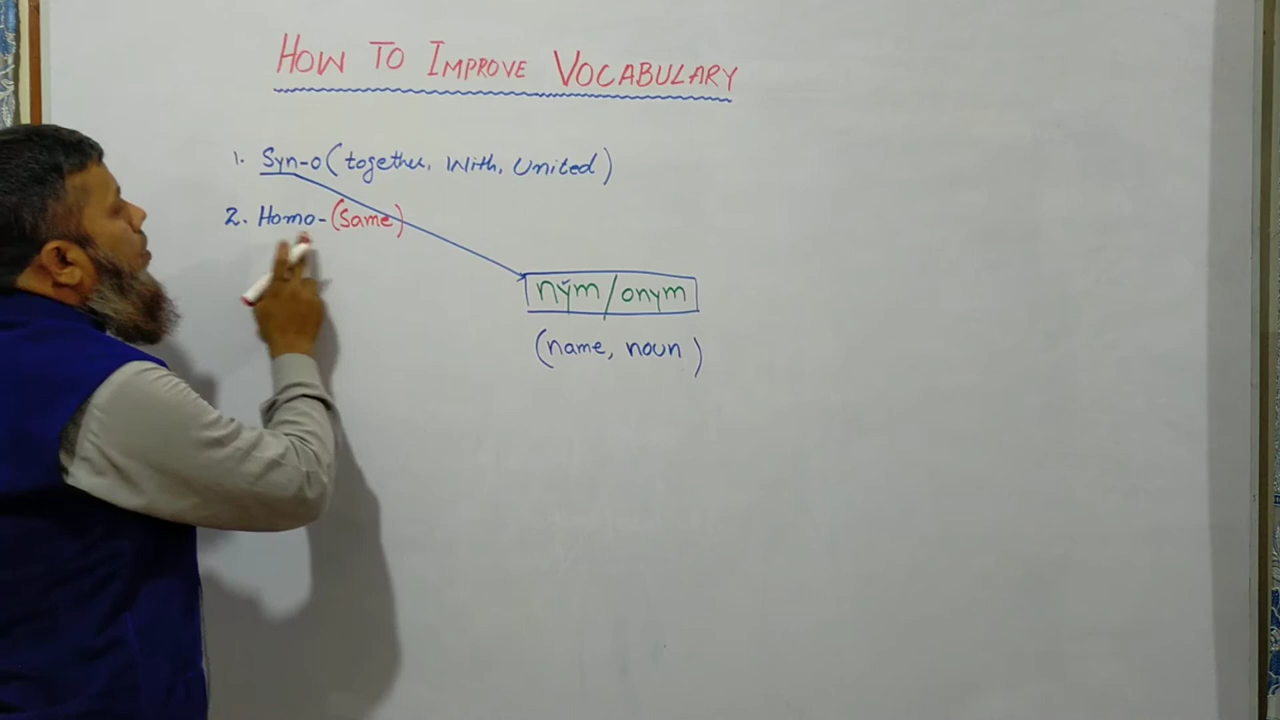 HOW TO IMPROVE VOCABULARY
1. Syn-o (together, With, United)
2. Homo- (Same)
nym/onym
(name, noun)